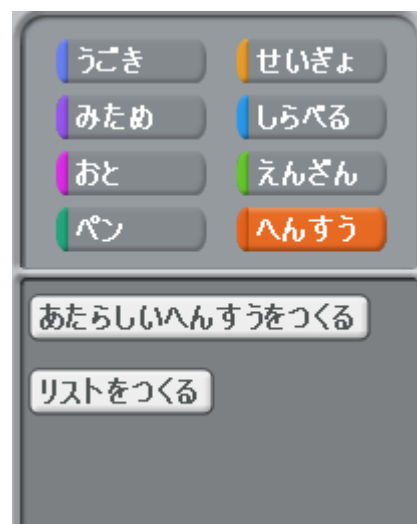 うごき せいぎょ
みため しらべる
おと えんざん
ペン へんすう
あたらしいへんすうをつくる
リストをつくる